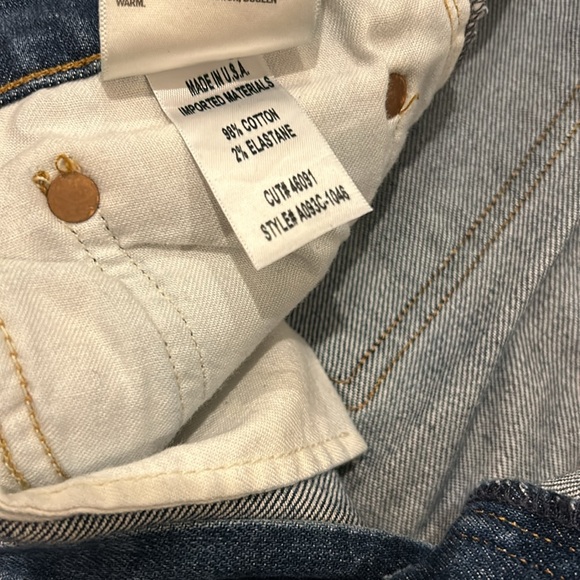 WARM.
MADE IN U.S.A.
IMPORTED MATERIALS
98% COTTON
2% ELASTANE
CUT# 46091
STYLE# A093C-1046